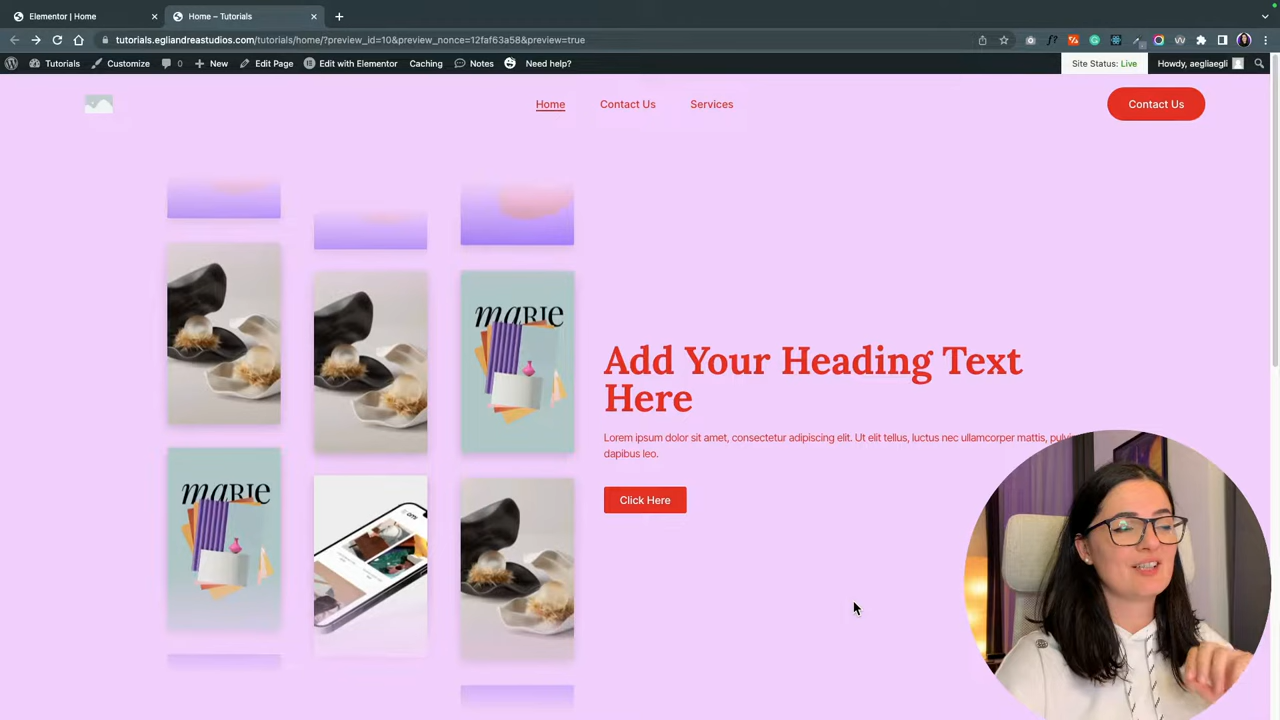 Elementor | Home
Home – Tutorials
tutorials.egliandreastudios.com/tutorials/home/?preview_id=10&preview_nonce=12faf63a58&preview=true
Tutorials Customize 0 New Edit Page Edit with Elementor Caching Notes Need help? Site Status: Live Howdy, aegliaegli
Home Contact Us Services Contact Us
Add Your Heading Text
Here
Lorem ipsum dolor sit amet, consectetur adipiscing elit. Ut elit tellus, luctus nec ullamcorper mattis,
dapibus leo.
Click Here
maRIE
maRIE